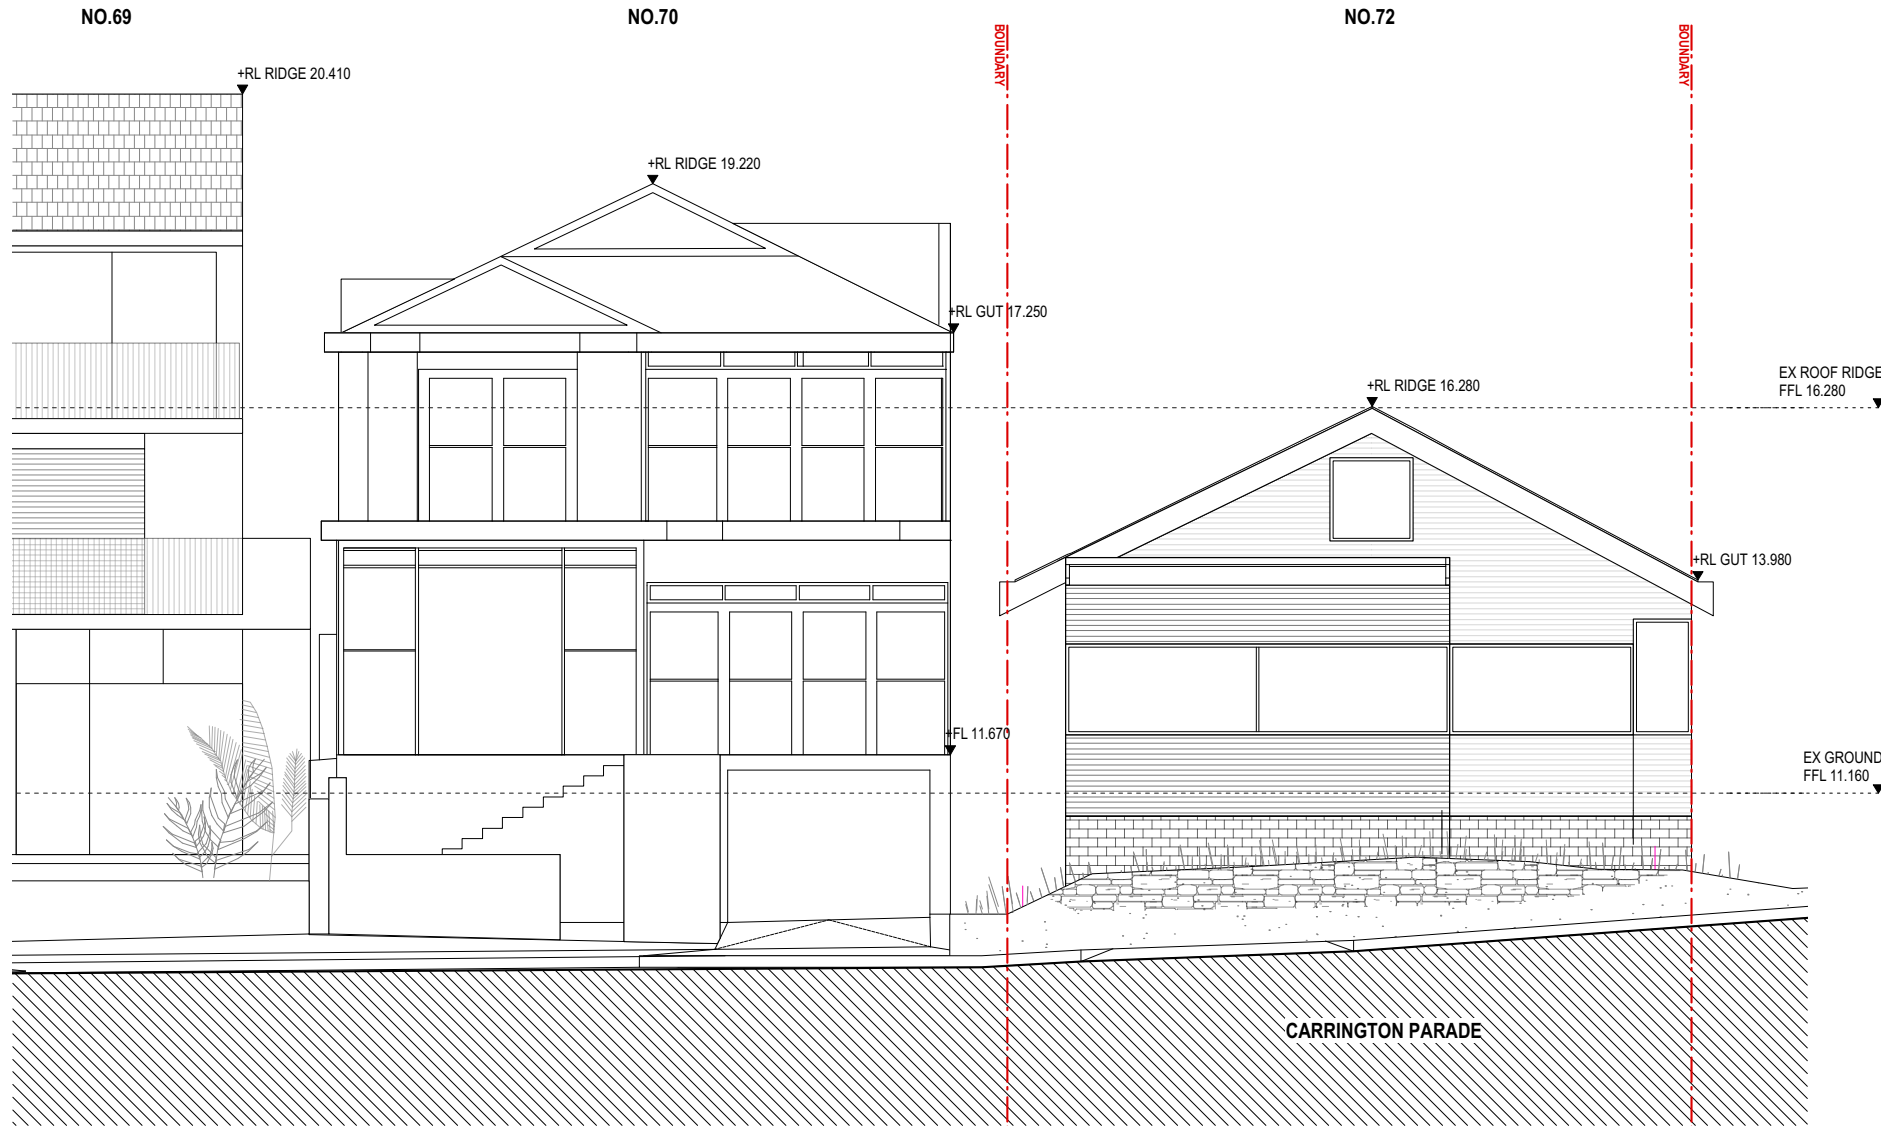 NO.69
NO.70
NO.72
BOUNDARY
BOUNDARY
+RL RIDGE 20.410
+RL RIDGE 19.220
+RL GUT 17.250
EX ROOF RIDGE
FFL 16.280
+RL RIDGE 16.280
+RL GUT 13.980
+FL 11.670
EX GROUND
FFL 11.160
CARRINGTON PARADE